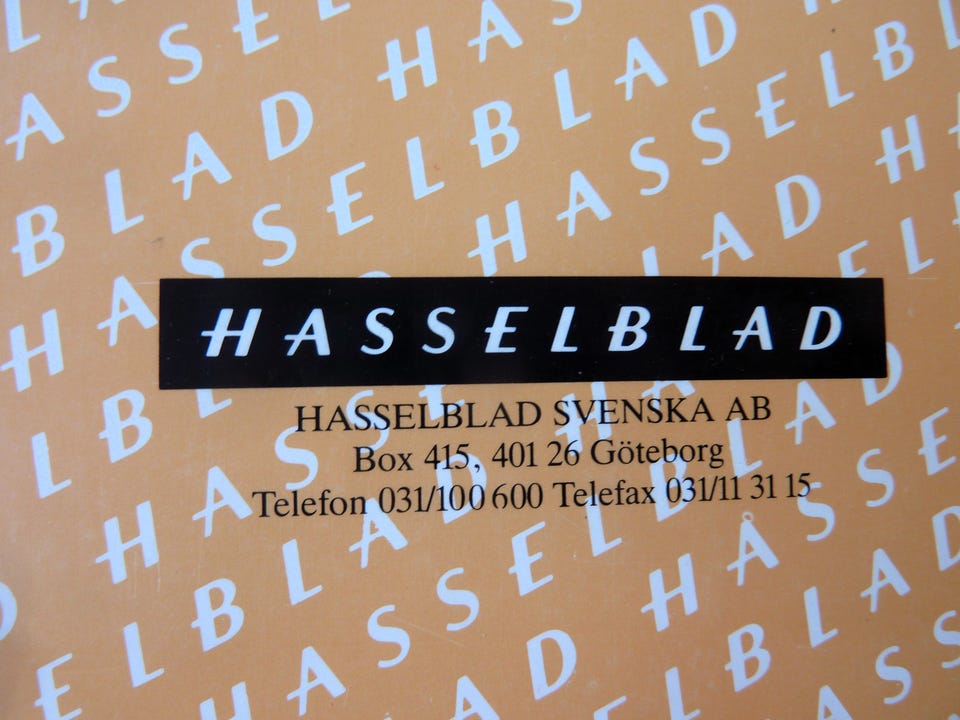 HASSELBLAD
HASSELBLAD SVENSKA AB
Box 415, 401 26 Göteborg
Telefon 031/100 600 Telefax 031/11 31 15